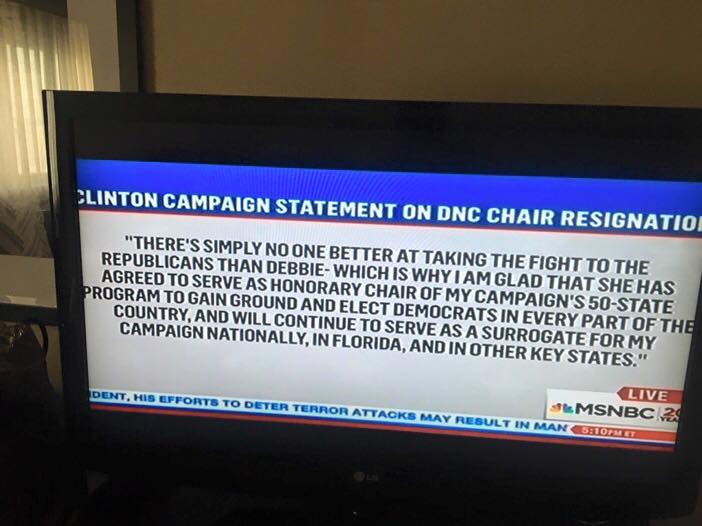 CLINTON CAMPAIGN STATEMENT ON DNC CHAIR RESIGNATIO
"THERE'S SIMPLY NO ONE BETTER AT TAKING THE FIGHT TO THE
REPUBLICANS THAN DEBBIE- WHICH IS WHY I AM GLAD THAT SHE HAS
AGREED TO SERVE AS HONORARY CHAIR OF MY CAMPAIGN'S 50-STATE
PROGRAM TO GAIN GROUND AND ELECT DEMOCRATS IN EVERY PART OF THE
COUNTRY, AND WILL CONTINUE TO SERVE AS A SURROGATE FOR MY
CAMPAIGN NATIONALLY, IN FLORIDA, AND IN OTHER KEY STATES."
LIVE
MSNBC 20
YEA
IDENT, HIS EFFORTS TO DETER TERROR ATTACKS MAY RESULT IN MAN
5:10PM ET
LG